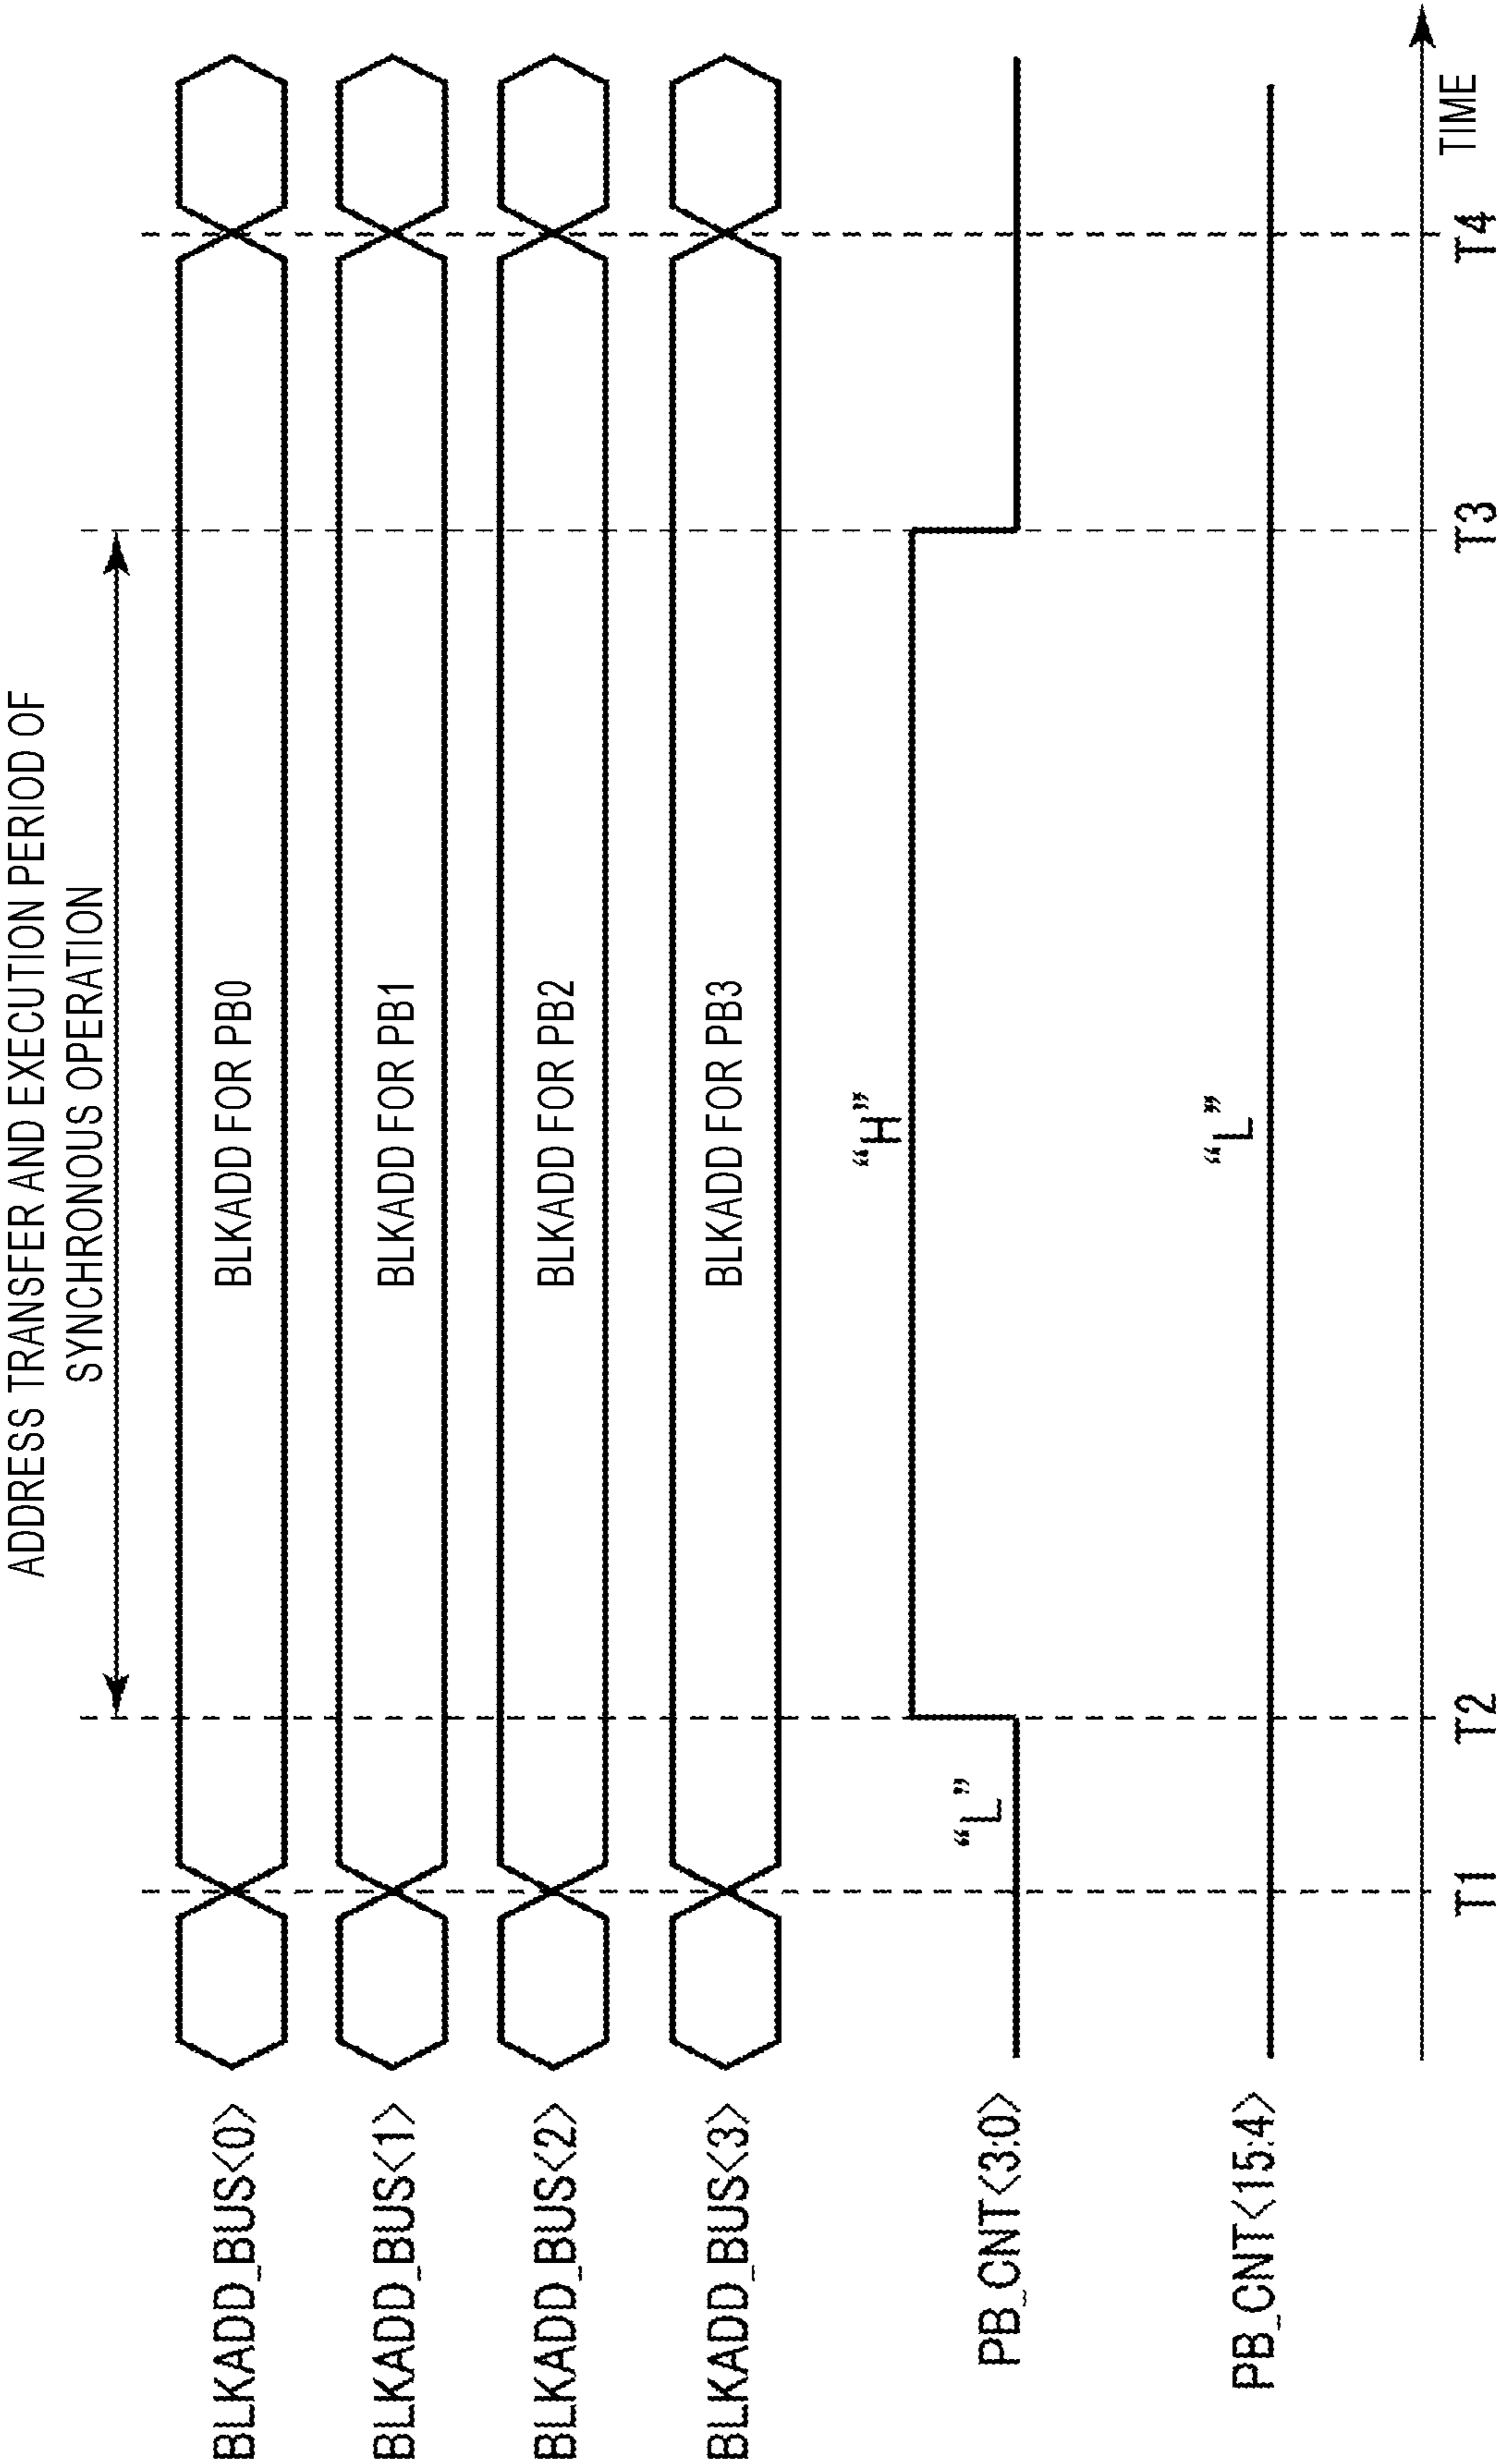 ADDRESS TRANSFER AND EXECUTION PERIOD OF
SYNCHRONOUS OPERATION
BLKADD_BUS<0>
BLKADD FOR PB0
BLKADD_BUS<1>
BLKADD FOR PB1
BLKADD_BUS<2>
BLKADD FOR PB2
BLKADD_BUS<3>
BLKADD FOR PB3
PB_CNT<3:0>
“L”
“H”
PB_CNT<15:4>
“L”
T1
T2
T3
T4
TIME